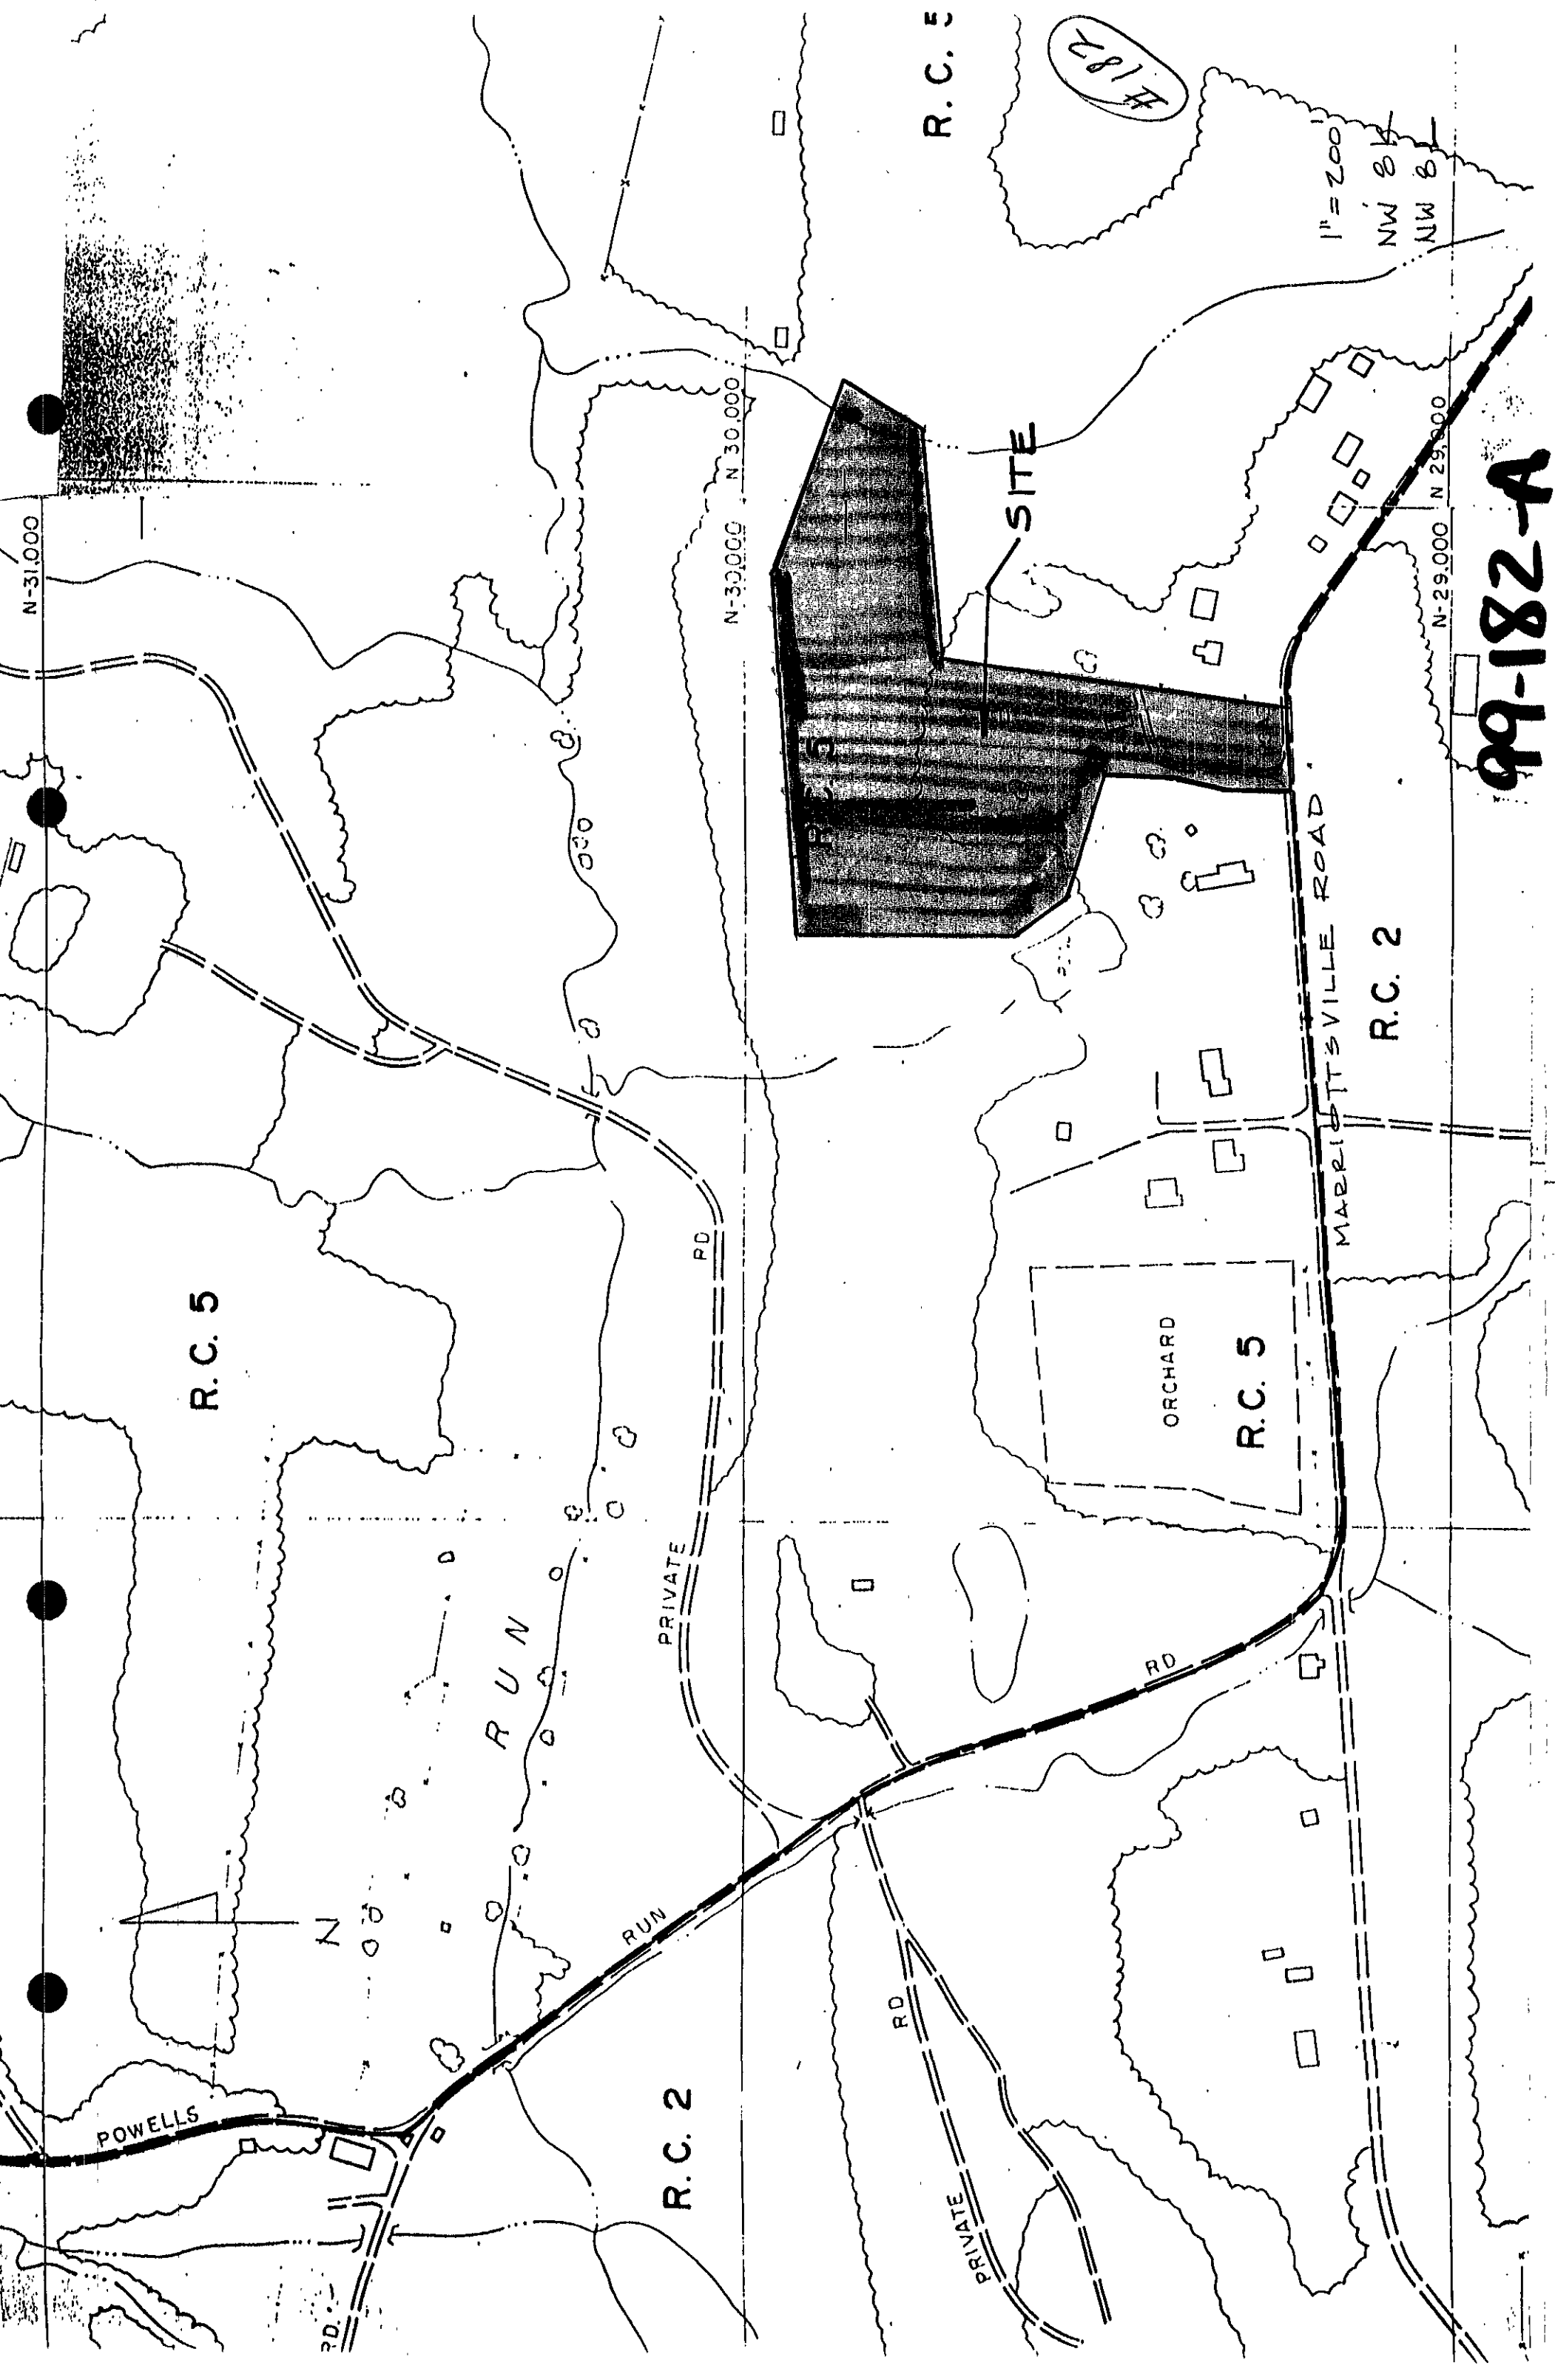 N-31,000
R. C. 5
#182
1"=200'
NW 8 K
NW 8
N 30,000
N-30,000
SITE
R.C. 5
N 29,000
N-29,000
99-182-A
MARRIOTTSVILLE ROAD
R.C. 2
RD
R.C. 5
ORCHARD
R.C. 5
PRIVATE
RUN
RD
N
RUN
RD
POWELLS
R.C. 2
PRIVATE
RD.